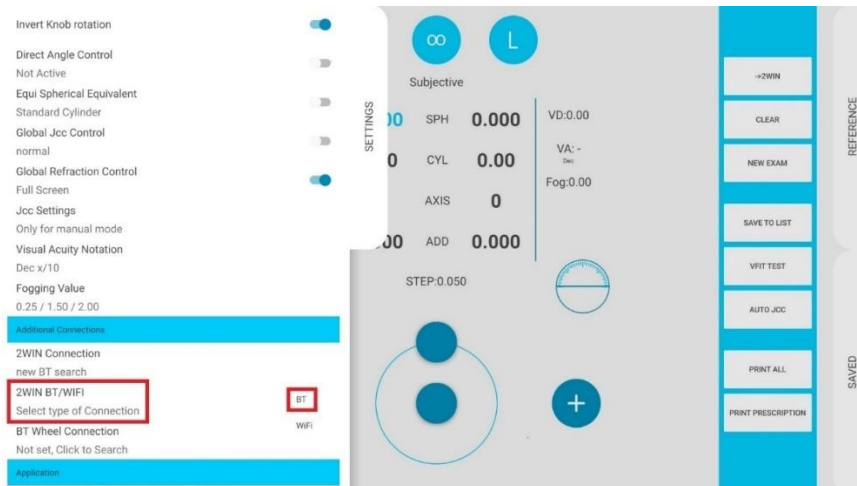 Invert Knob rotation
Direct Angle Control
Not Active
Equi Spherical Equivalent
Standard Cylinder
Global Jcc Control
normal
Global Refraction Control
Full Screen
Jcc Settings
Only for manual mode
Visual Acuity Notation
Dec x/10
Fogging Value
0.25 / 1.50 / 2.00
Additional Connections
2WIN Connection
new BT search
2WIN BT/WIFI
Select type of Connection
BT
WiFi
BT Wheel Connection
Not set, Click to Search
Application
SETTINGS
∞ L
Subjective
00 SPH 0.000
0 CYL 0.00
AXIS 0
00 ADD 0.000
STEP:0.050
VD:0.00
VA: -
Dec
Fog:0.00
+
->2WIN
CLEAR
NEW EXAM
SAVE TO LIST
VFIT TEST
AUTO JCC
PRINT ALL
PRINT PRESCRIPTION
REFERENCE
SAVED